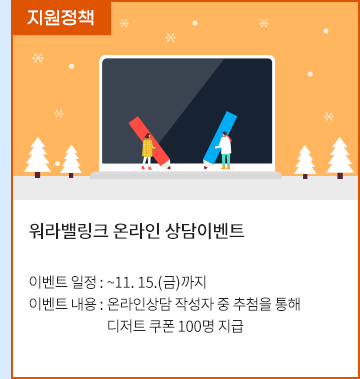 지원정책
워라밸링크 온라인 상담이벤트
이벤트 일정 : ~11. 15.(금)까지
이벤트 내용 : 온라인상담 작성자 중 추첨을 통해
디저트 쿠폰 100명 지급